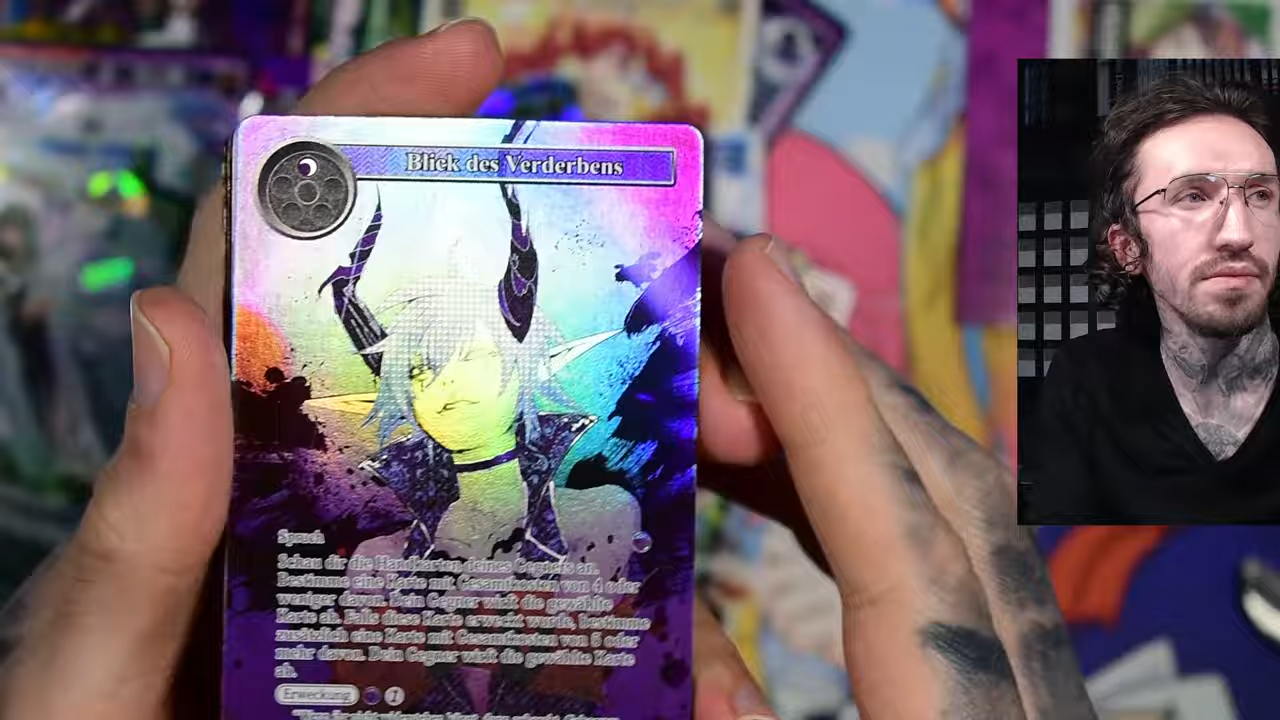 Blick des Verderbens
Spruch
Schau dir die Handkarten deines Gegners an.
Bestimme eine Karte mit Gesamtkosten von 4 oder
weniger davon. Dein Gegner wirft die gewählte
Karte ab. Falls diese Karte erweckt wurde, bestimme
zusätzlich eine Karte mit Gesamtkosten von 5 oder
mehr davon. Dein Gegner wirft die gewählte Karte
ab.
Erweckung 1